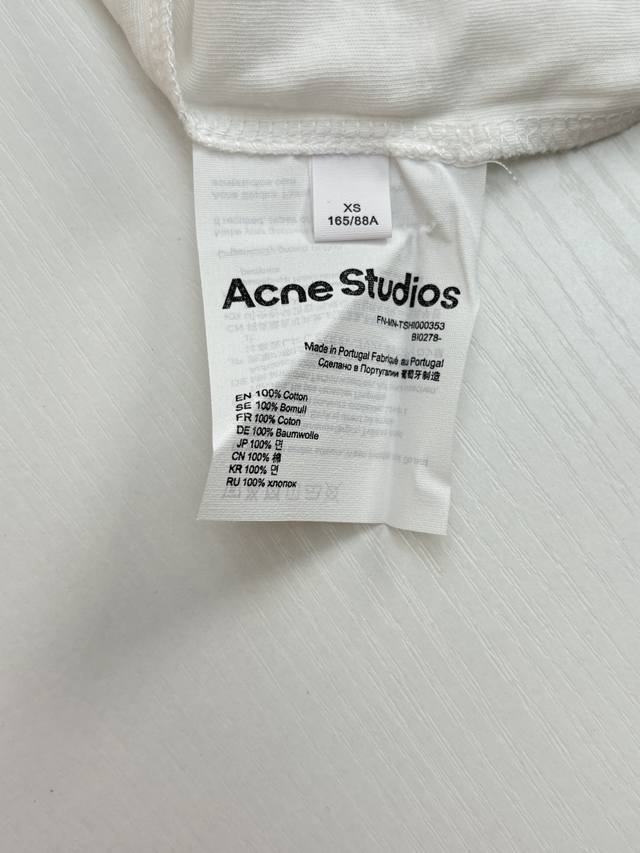 XS
165/88A
Acne Studios
FN-MN-TSHI000353
BI0278-
Made in Portugal Fabriqué au Portugal
Сделано в Португалии 葡萄牙制造
EN 100% Cotton
SE 100% Bomull
FR 100% Coton
DE 100% Baumwolle
JP 100% 면
CN 100% 棉
KR 100% 면
RU 100% хлопок